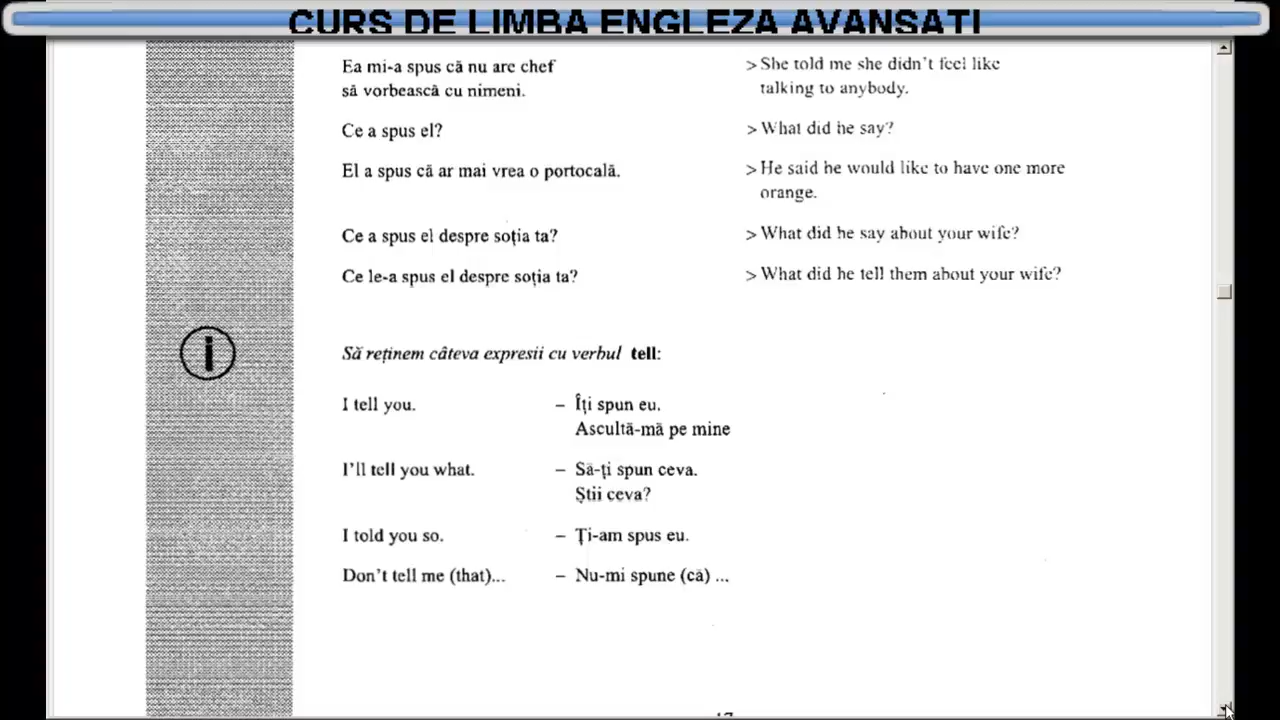 CURS DE LIMBA ENGLEZA AVANSATI
Ea mi-a spus că nu are chef
să vorbească cu nimeni.
> She told me she didn't feel like
talking to anybody.
Ce a spus el?
> What did he say?
El a spus că ar mai vrea o portocală.
> He said he would like to have one more
orange.
Ce a spus el despre soția ta?
> What did he say about your wife?
Ce le-a spus el despre soția ta?
> What did he tell them about your wife?
i
Să reținem câteva expresii cu verbul tell:
I tell you.
– Îți spun eu.
Ascultă-mă pe mine
I'll tell you what.
– Să-ți spun ceva.
Știi ceva?
I told you so.
– Ți-am spus eu.
Don't tell me (that)...
– Nu-mi spune (că) ...